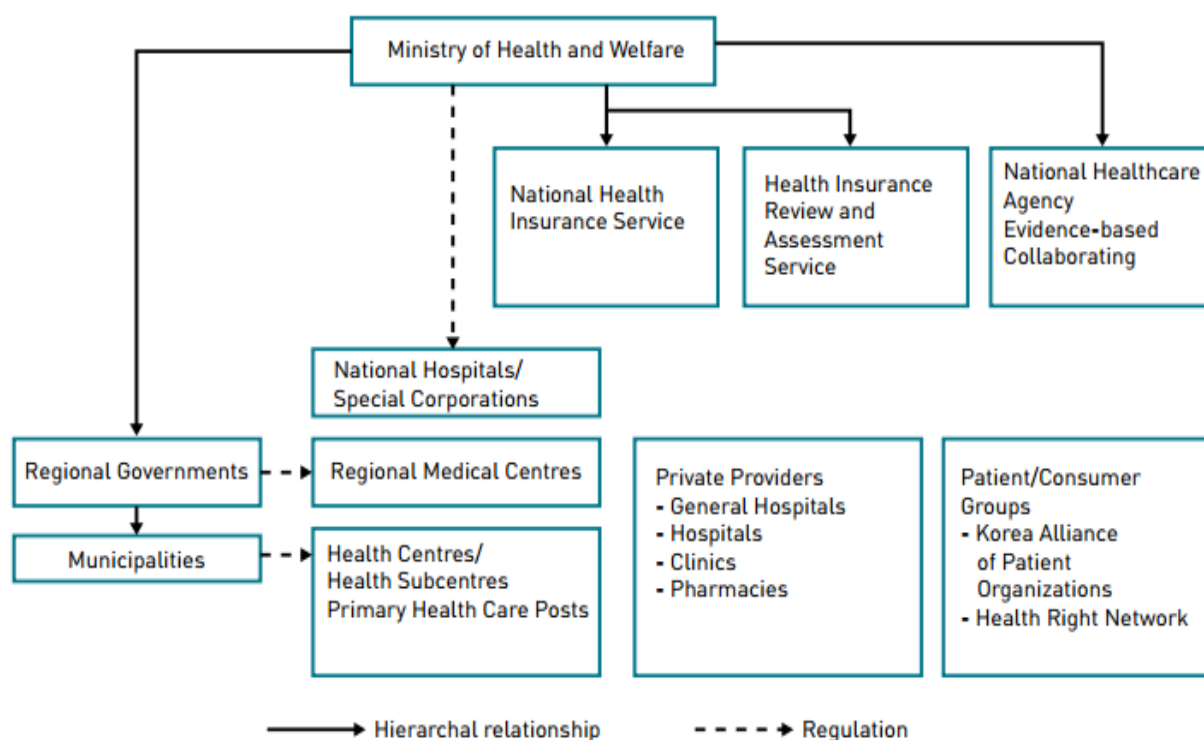 Ministry of Health and Welfare
National Health
Insurance Service
Health Insurance
Review and
Assessment
Service
National Healthcare
Agency
Evidence-based
Collaborating
National Hospitals/
Special Corporations
Regional Governments
Regional Medical Centres
Municipalities
Health Centres/
Health Subcentres
Primary Health Care Posts
Private Providers
- General Hospitals
- Hospitals
- Clinics
- Pharmacies
Patient/Consumer
Groups
- Korea Alliance
of Patient
Organizations
- Health Right Network
Hierarchal relationship
Regulation